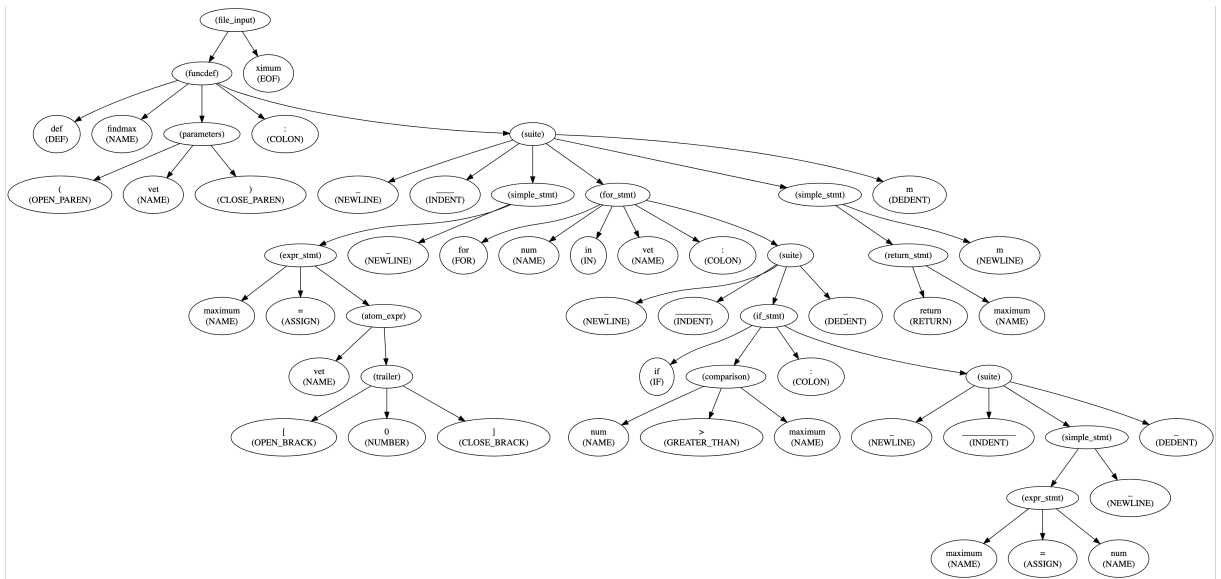 (file_input)
(funcdef)
ximum
(EOF)
def
(DEF)
findmax
(NAME)
(parameters)
:
(COLON)
(suite)
(
(OPEN_PAREN)
vet
(NAME)
)
(CLOSE_PAREN)
_
(NEWLINE)
____
(INDENT)
(simple_stmt)
(for_stmt)
(simple_stmt)
m
(DEDENT)
(expr_stmt)
_
(NEWLINE)
for
(FOR)
num
(NAME)
in
(IN)
vet
(NAME)
:
(COLON)
(suite)
(return_stmt)
m
(NEWLINE)
maximum
(NAME)
=
(ASSIGN)
(atom_expr)
_
(NEWLINE)
________
(INDENT)
(if_stmt)
_
(DEDENT)
return
(RETURN)
maximum
(NAME)
vet
(NAME)
(trailer)
if
(IF)
(comparison)
:
(COLON)
(suite)
[
(OPEN_BRACK)
0
(NUMBER)
]
(CLOSE_BRACK)
num
(NAME)
>
(GREATER_THAN)
maximum
(NAME)
_
(NEWLINE)
____________
(INDENT)
(simple_stmt)
_
(DEDENT)
(expr_stmt)
_
(NEWLINE)
maximum
(NAME)
=
(ASSIGN)
num
(NAME)